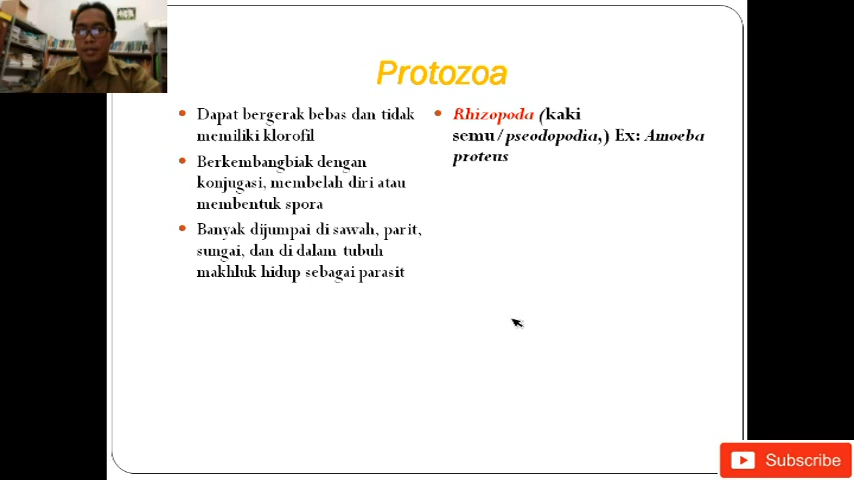 Protozoa
Dapat bergerak bebas dan tidak
memiliki klorofil
Berkembangbiak dengan
konjugasi, membelah diri atau
membentuk spora
Banyak dijumpai di sawah, parit,
sungai, dan di dalam tubuh
makhluk hidup sebagai parasit
Rhizopoda (kaki
semu/pseodopodia,) Ex: Amoeba
proteus
Subscribe